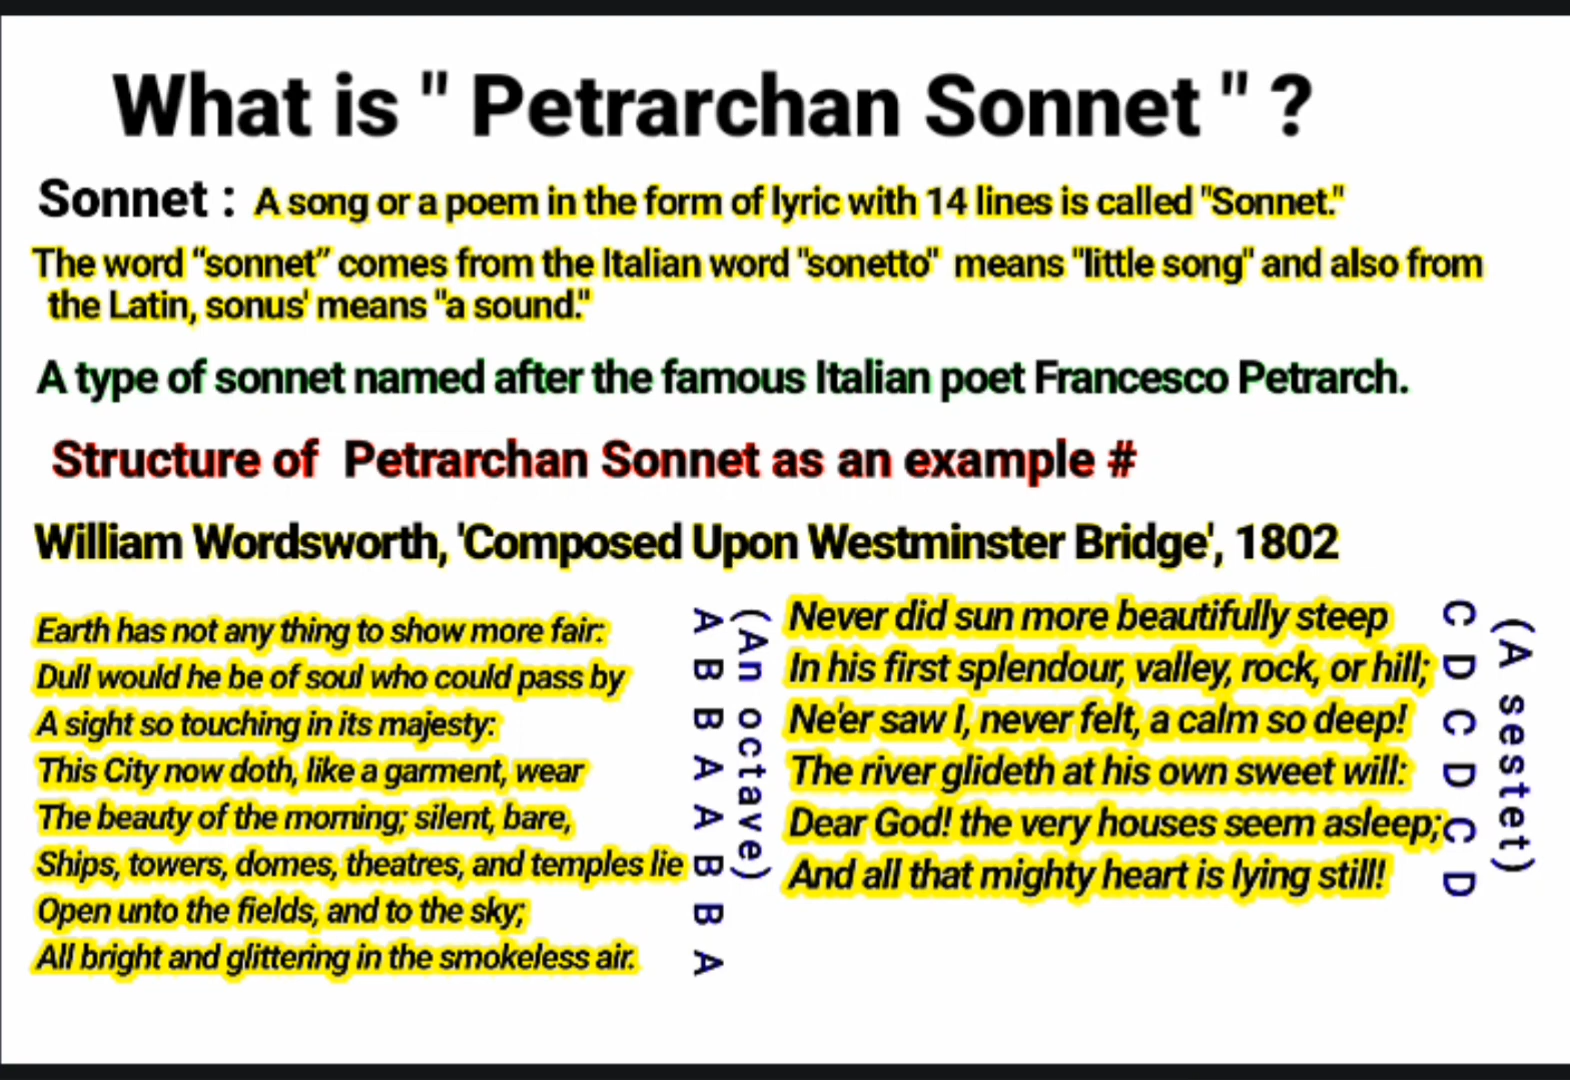 What is " Petrarchan Sonnet " ?
Sonnet : A song or a poem in the form of lyric with 14 lines is called "Sonnet."
The word “sonnet” comes from the Italian word "sonetto" means "little song" and also from
the Latin, sonus' means "a sound."
A type of sonnet named after the famous Italian poet Francesco Petrarch.
Structure of Petrarchan Sonnet as an example #
William Wordsworth, 'Composed Upon Westminster Bridge', 1802
Earth has not any thing to show more fair:
Dull would he be of soul who could pass by
A sight so touching in its majesty:
This City now doth, like a garment, wear
The beauty of the morning; silent, bare,
Ships, towers, domes, theatres, and temples lie
Open unto the fields, and to the sky;
All bright and glittering in the smokeless air.
A B B A A B B A
(An octave)
Never did sun more beautifully steep
In his first splendour, valley, rock, or hill;
Ne'er saw I, never felt, a calm so deep!
The river glideth at his own sweet will:
Dear God! the very houses seem asleep;
And all that mighty heart is lying still!
C D C D C D
(A sestet)